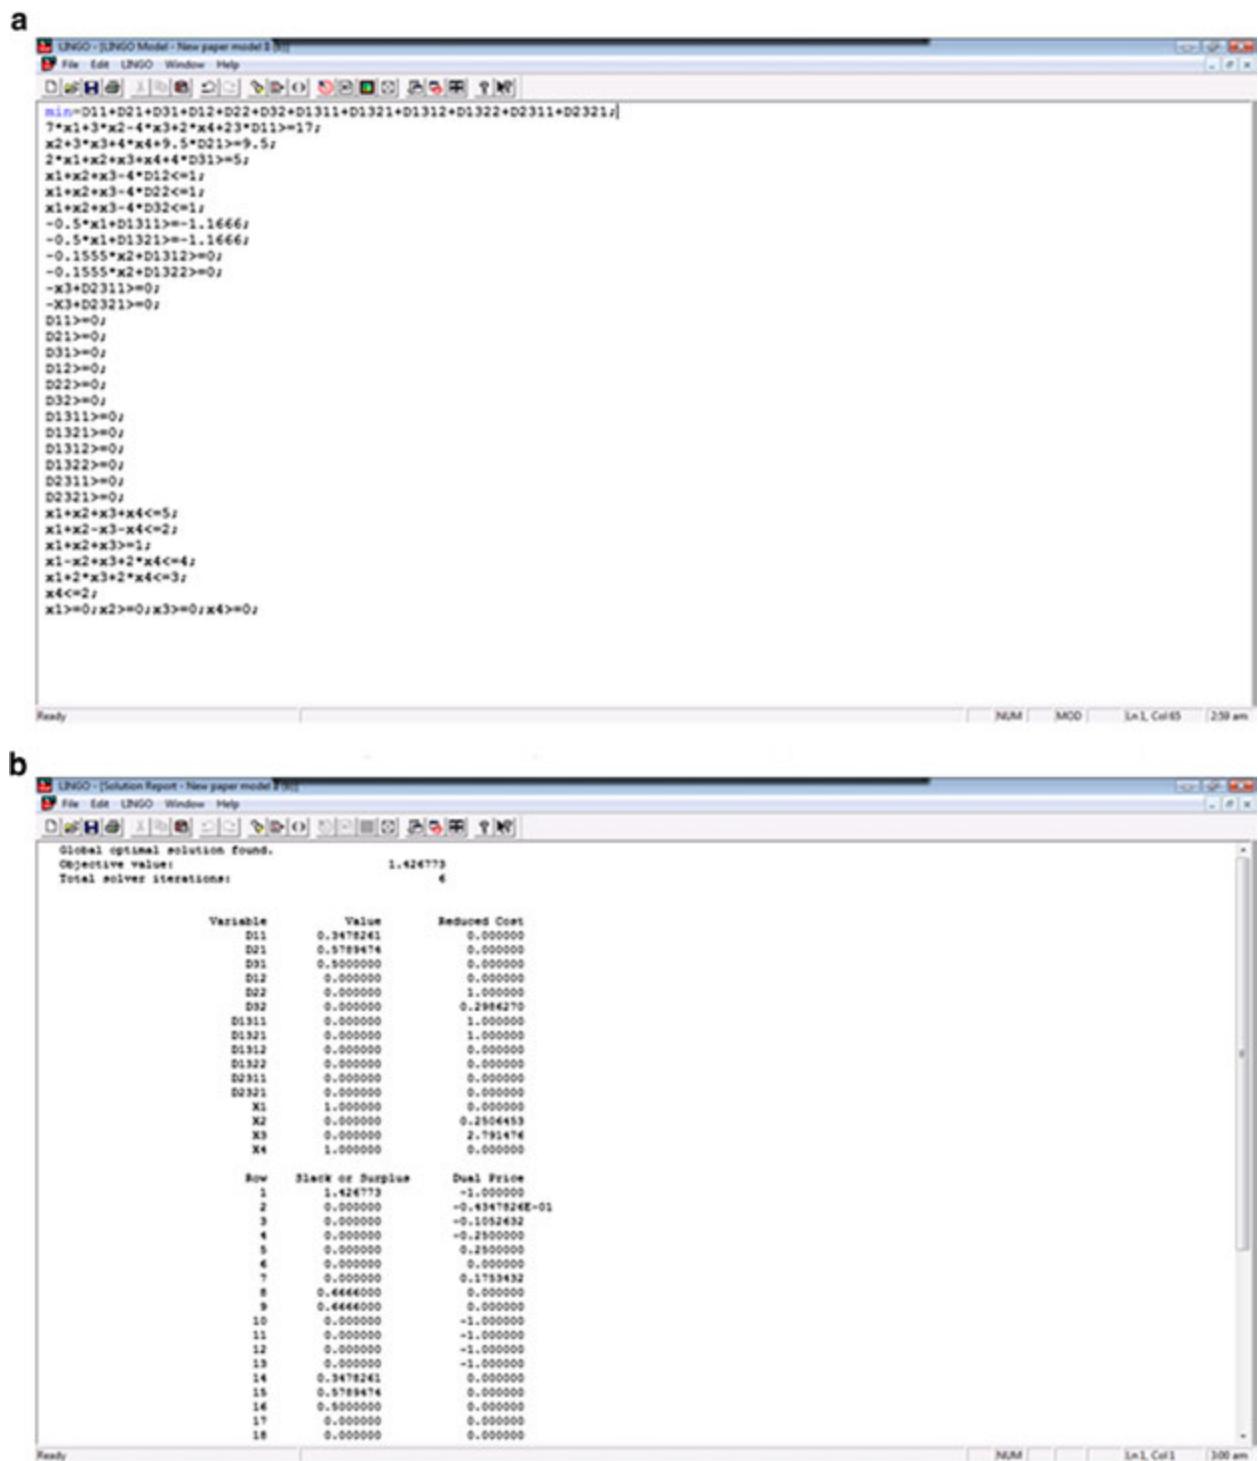 a
LINGO - [LINGO Model - New paper model
File Edit LINGO Window Help
min=D11+D21+D31+D12+D22+D32+D1311+D1321+D1312+D1322+D2311+D2321;
7*x1+3*x2-4*x3+2*x4+23*D11>=17;
x2+3*x3+4*x4+9.5*D21>=9.5;
2*x1+x2+x3+x4+4*D31>=5;
x1+x2+x3-4*D12<=1;
x1+x2+x3-4*D22<=1;
x1+x2+x3-4*D32<=1;
-0.5*x1+D1311>=-1.1666;
-0.5*x1+D1321>=-1.1666;
-0.1555*x2+D1312>=0;
-0.1555*x2+D1322>=0;
-x3+D2311>=0;
-X3+D2321>=0;
D11>=0;
D21>=0;
D31>=0;
D12>=0;
D22>=0;
D32>=0;
D1311>=0;
D1321>=0;
D1312>=0;
D1322>=0;
D2311>=0;
D2321>=0;
x1+x2+x3+x4<=5;
x1+x2-x3-x4<=2;
x1+x2+x3>=1;
x1-x2+x3+2*x4<=4;
x1+2*x3+2*x4<=3;
x4<=2;
x1>=0;x2>=0;x3>=0;x4>=0;
Ready NUM MOD Ln 1, Col 65 2:59 am
b
LINGO - [Solution Report - New paper model
File Edit LINGO Window Help
Global optimal solution found.
Objective value: 1.426773
Total solver iterations: 6
Variable Value Reduced Cost
D11 0.3478261 0.000000
D21 0.5789474 0.000000
D31 0.5000000 0.000000
D12 0.000000 0.000000
D22 0.000000 1.000000
D32 0.000000 0.2986270
D1311 0.000000 1.000000
D1321 0.000000 1.000000
D1312 0.000000 0.000000
D1322 0.000000 0.000000
D2311 0.000000 0.000000
D2321 0.000000 0.000000
X1 1.000000 0.000000
X2 0.000000 0.2506453
X3 0.000000 2.791476
X4 1.000000 0.000000
Row Slack or Surplus Dual Price
1 1.426773 -1.000000
2 0.000000 -0.4347826E-01
3 0.000000 -0.1052632
4 0.000000 -0.2500000
5 0.000000 0.2500000
6 0.000000 0.000000
7 0.000000 0.1753432
8 0.6666000 0.000000
9 0.6666000 0.000000
10 0.000000 -1.000000
11 0.000000 -1.000000
12 0.000000 -1.000000
13 0.000000 -1.000000
14 0.3478261 0.000000
15 0.5789474 0.000000
16 0.5000000 0.000000
17 0.000000 0.000000
18 0.000000 0.000000
Ready NUM Ln 1, Col 1 3:00 am